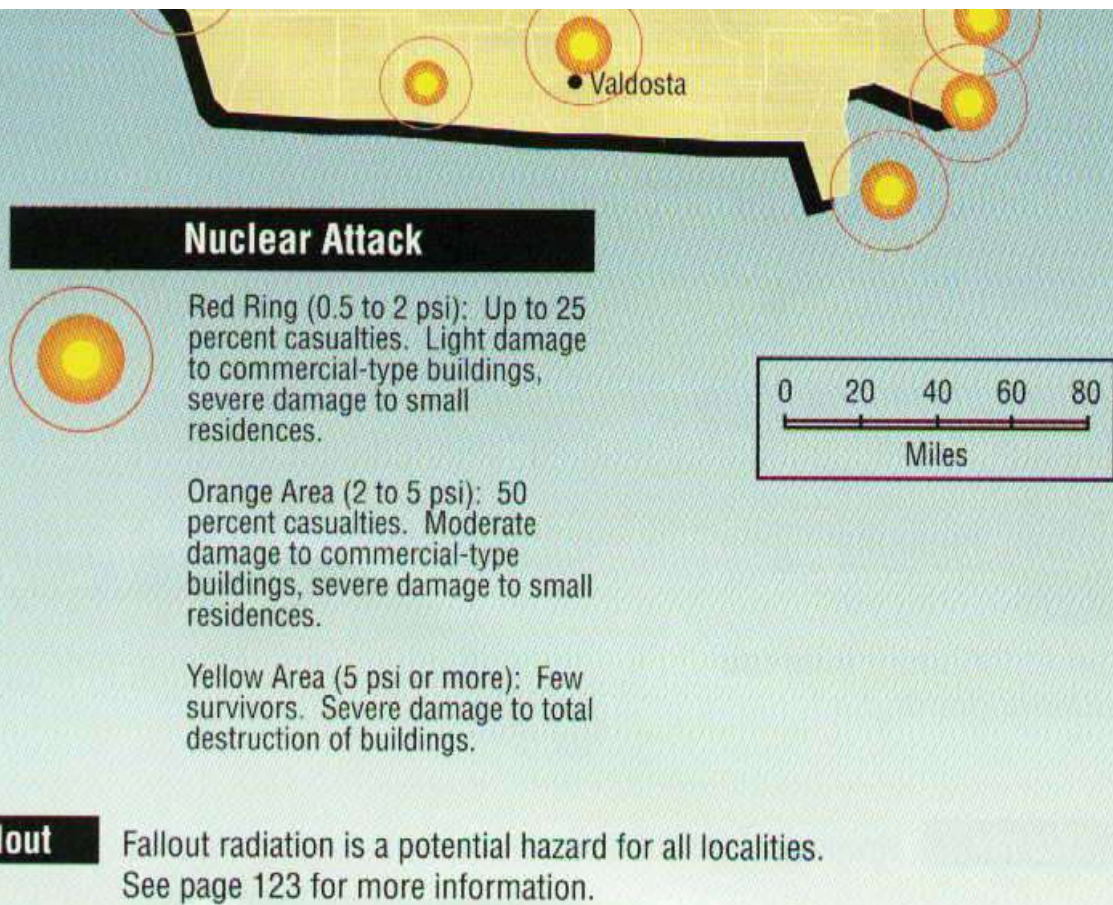 Valdosta
Nuclear Attack
Red Ring (0.5 to 2 psi): Up to 25
percent casualties. Light damage
to commercial-type buildings,
severe damage to small
residences.
Orange Area (2 to 5 psi): 50
percent casualties. Moderate
damage to commercial-type
buildings, severe damage to small
residences.
Yellow Area (5 psi or more): Few
survivors. Severe damage to total
destruction of buildings.
0 20 40 60 80
Miles
lout
Fallout radiation is a potential hazard for all localities.
See page 123 for more information.